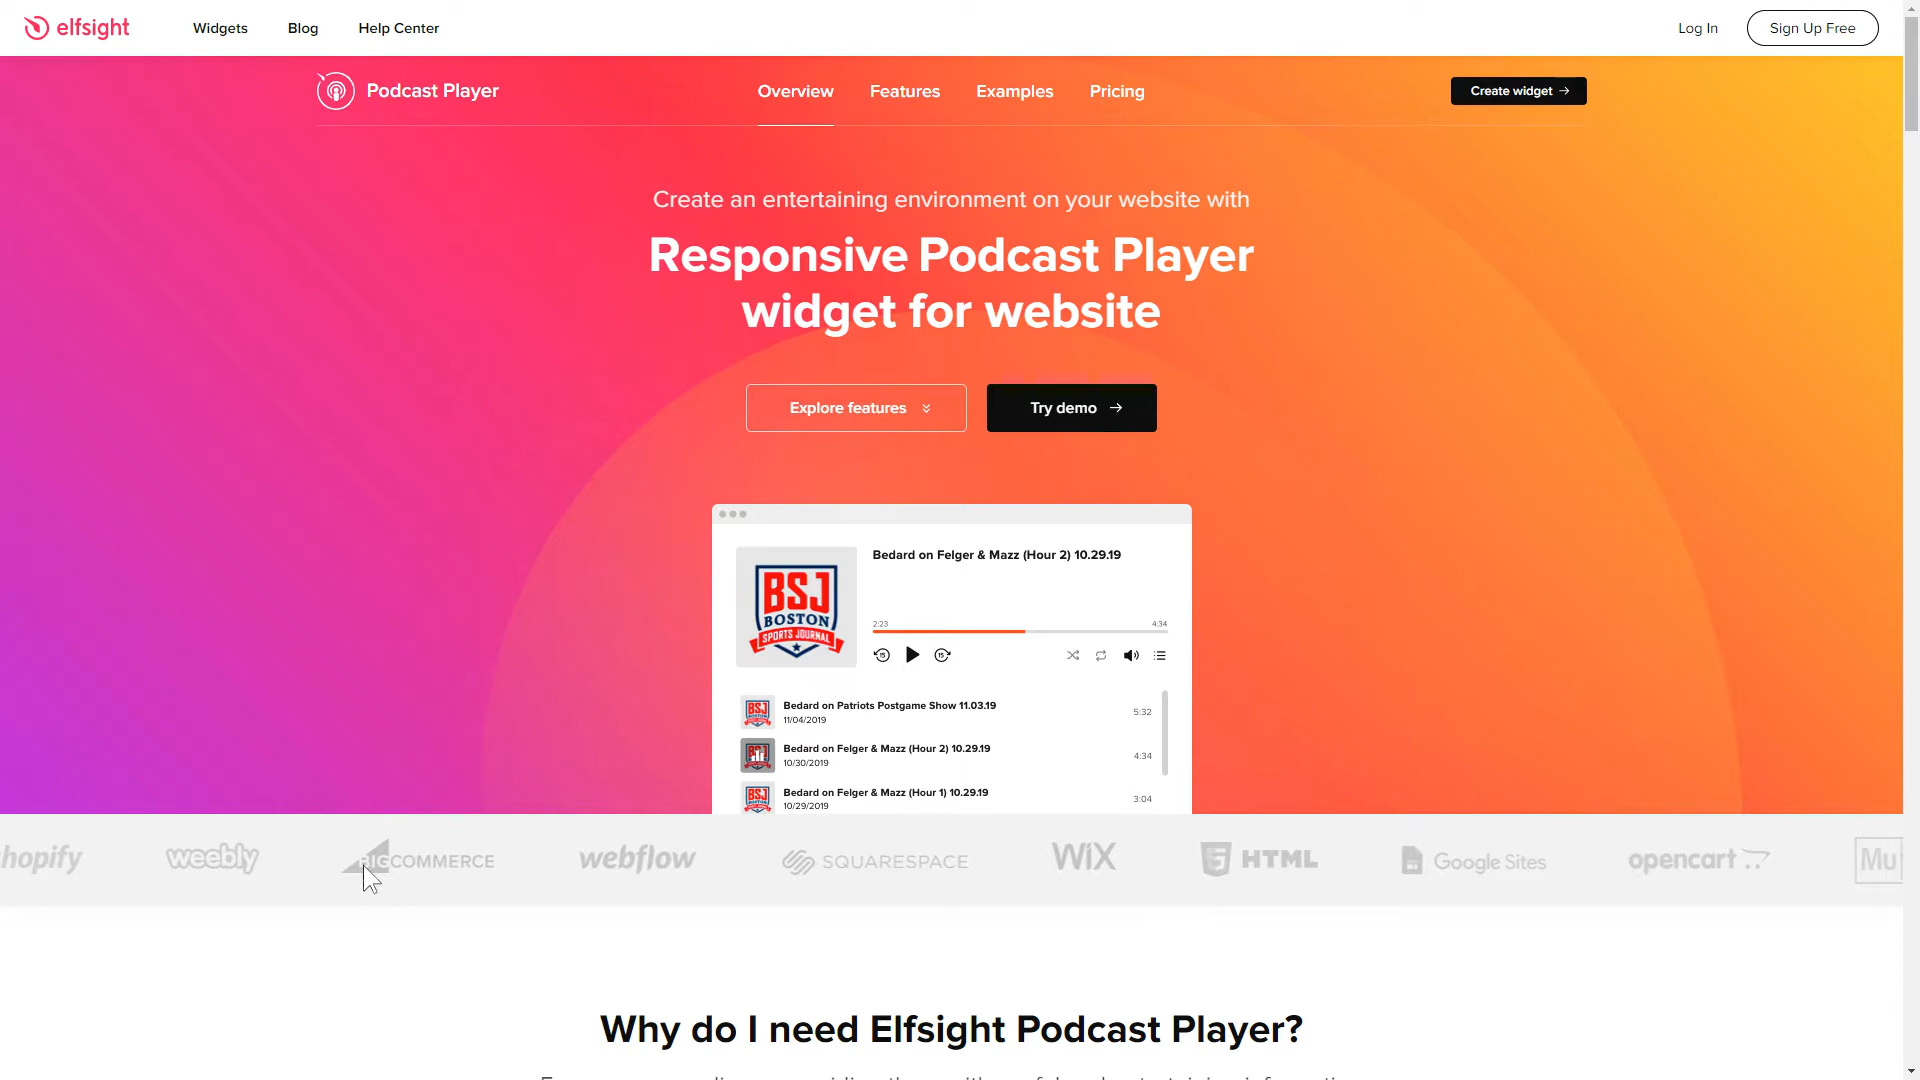 elfsight
Widgets
Blog
Help Center
Log In
Sign Up Free
Podcast Player
Overview
Features
Examples
Pricing
Create widget
Create an entertaining environment on your website with
Responsive Podcast Player
widget for website
Explore features
Try demo
BSJ
BOSTON
SPORTS JOURNAL
Bedard on Felger & Mazz (Hour 2) 10.29.19
2:23
4:34
15
15
Bedard on Patriots Postgame Show 11.03.19
11/04/2019
5:32
Bedard on Felger & Mazz (Hour 2) 10.29.19
10/30/2019
4:34
Bedard on Felger & Mazz (Hour 1) 10.29.19
10/29/2019
3:04
hopify
weebly
BIGCOMMERCE
webflow
SQUARESPACE
WiX
HTML
Google Sites
opencart
Mu
Why do I need Elfsight Podcast Player?